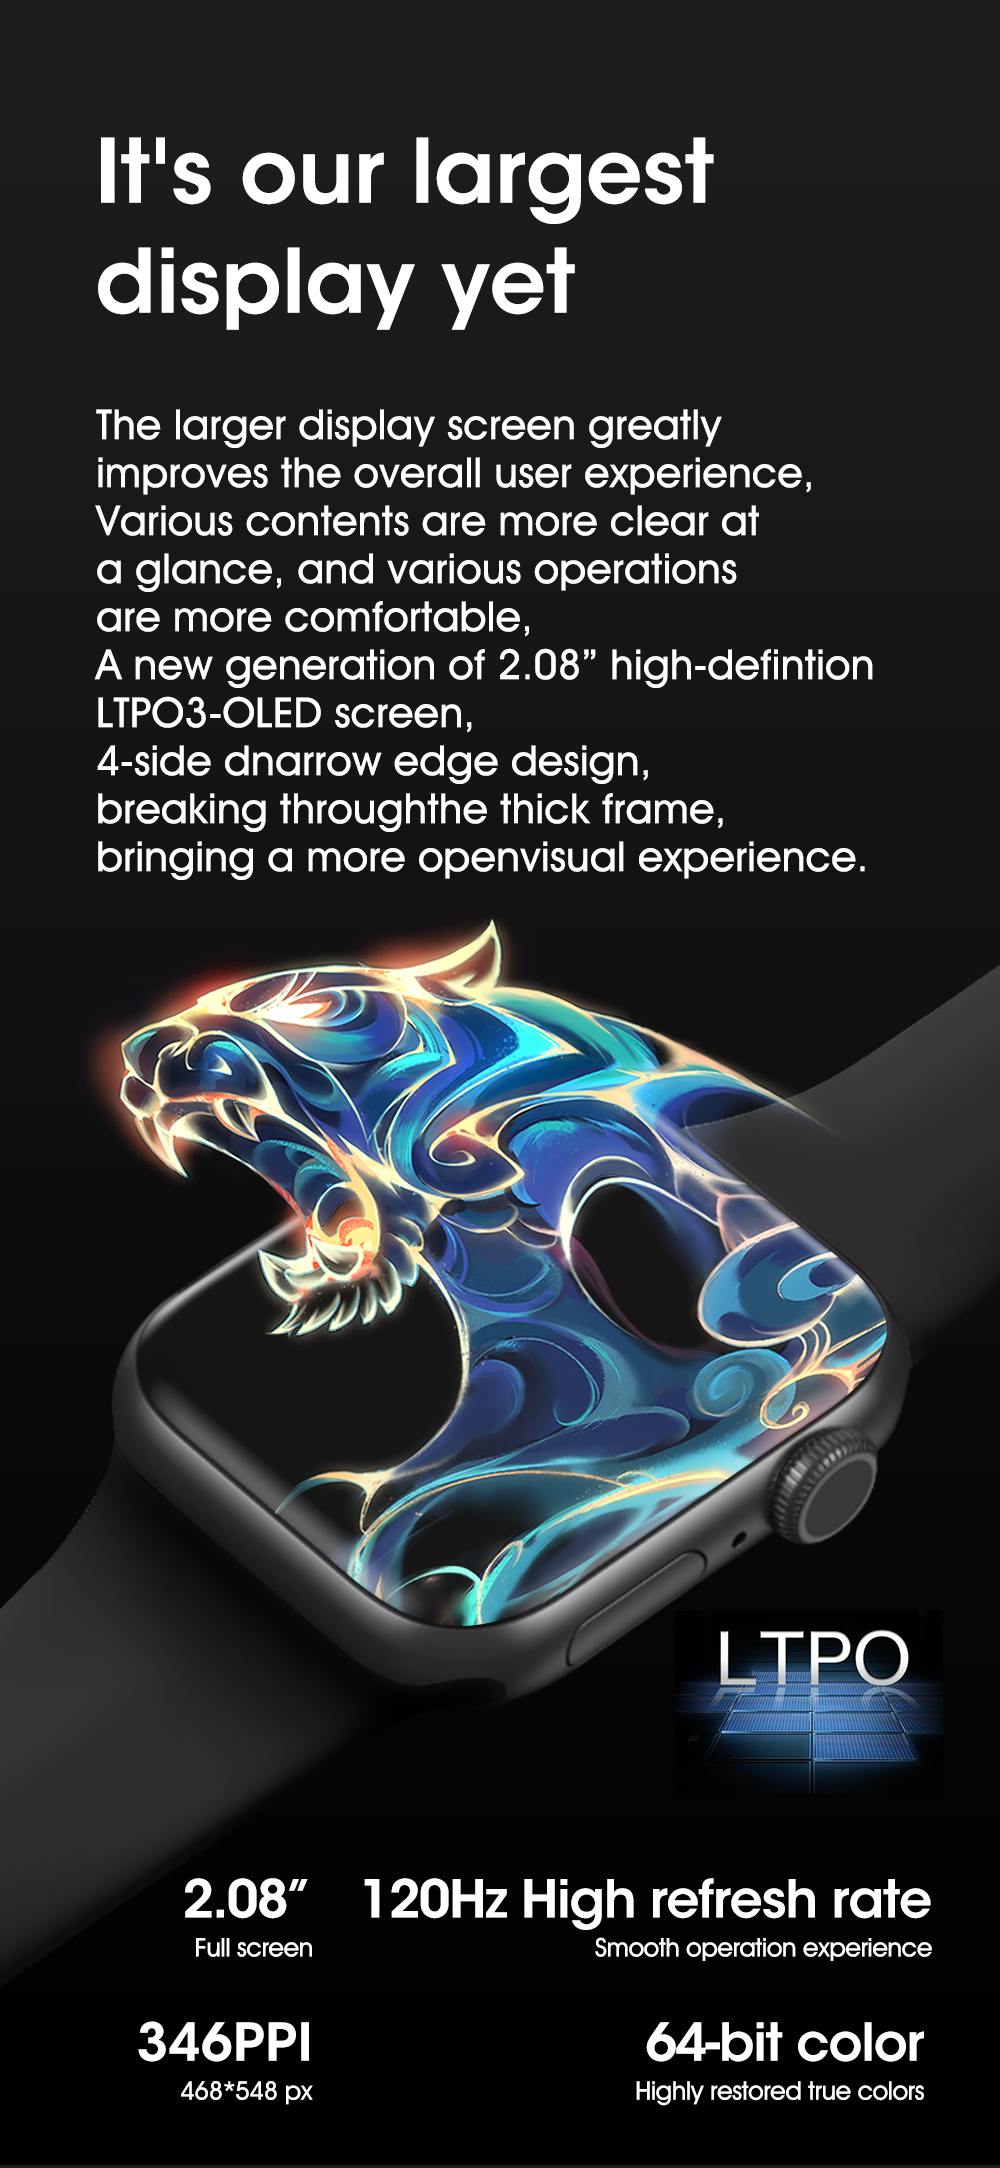 It's our largest
display yet
The larger display screen greatly
improves the overall user experience,
Various contents are more clear at
a glance, and various operations
are more comfortable,
A new generation of 2.08” high-defintion
LTPO3-OLED screen,
4-side dnarrow edge design,
breaking throughthe thick frame,
bringing a more openvisual experience.
LTPO
2.08”
Full screen
120Hz High refresh rate
Smooth operation experience
346PPI
468*548 px
64-bit color
Highly restored true colors